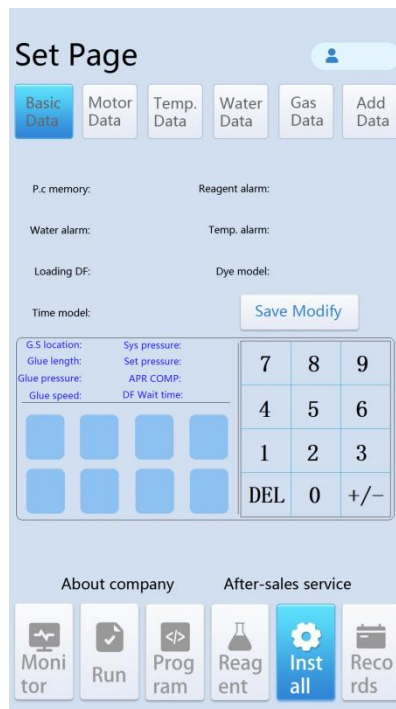 Set Page
Basic Data
Motor Data
Temp. Data
Water Data
Gas Data
Add Data
P.c memory:
Reagent alarm:
Water alarm:
Temp. alarm:
Loading DF:
Dye model:
Time model:
Save Modify
G.S location:
Sys pressure:
Glue length:
Set pressure:
Glue pressure:
APR COMP:
Glue speed:
DF Wait time:
7 8 9
4 5 6
1 2 3
DEL 0 +/−
About company
After-sales service
Moni
tor
Run
Prog
ram
Reag
ent
Inst
all
Reco
rds